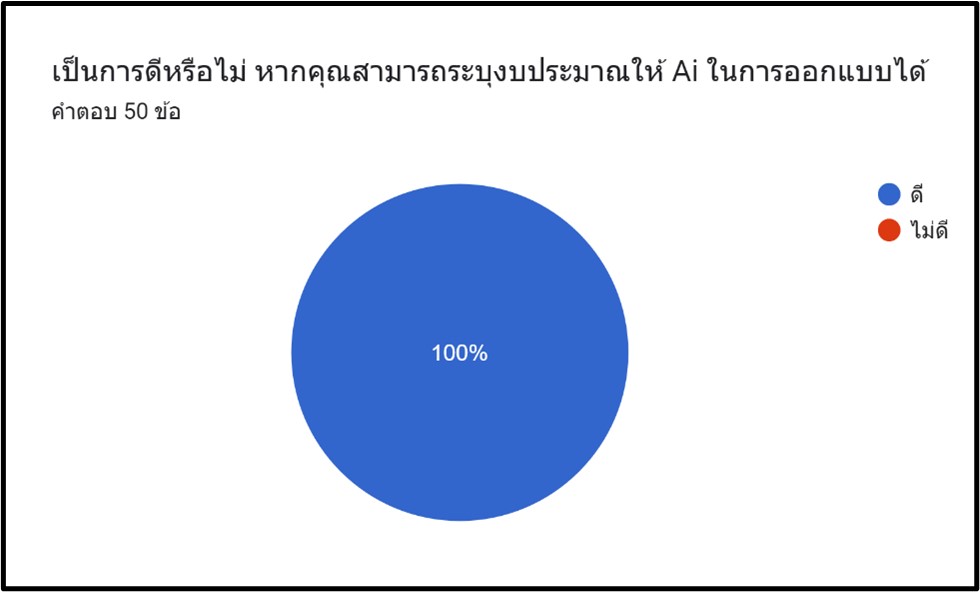 เป็นการดีหรือไม่ หากคุณสามารถระบุงบประมาณให้ Ai ในการออกแบบได้
คำตอบ 50 ข้อ
ดี
ไม่ดี
100%